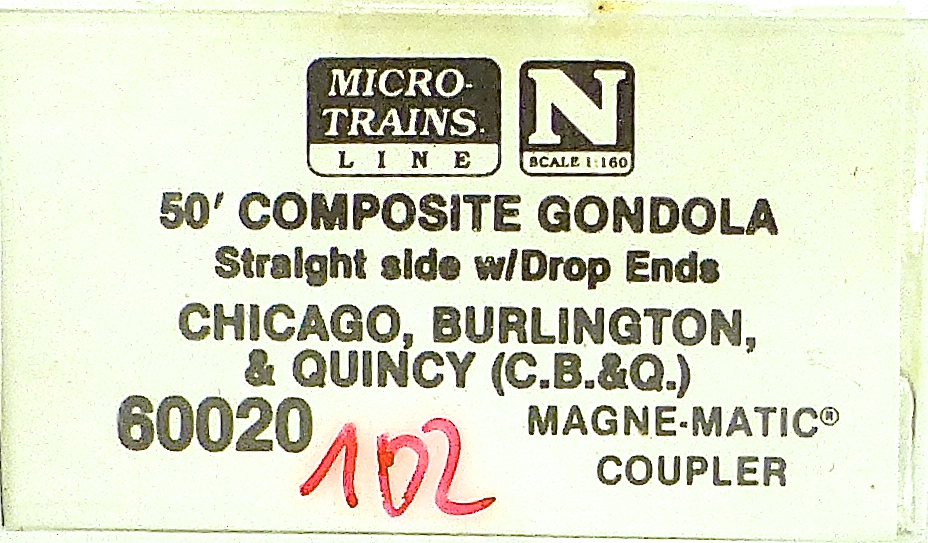 MICRO-
TRAINS
LINE
N
SCALE 1:160
50' COMPOSITE GONDOLA
Straight side w/Drop Ends
CHICAGO, BURLINGTON,
& QUINCY (C.B.&Q.)
60020
1D2
MAGNE-MATIC®
COUPLER